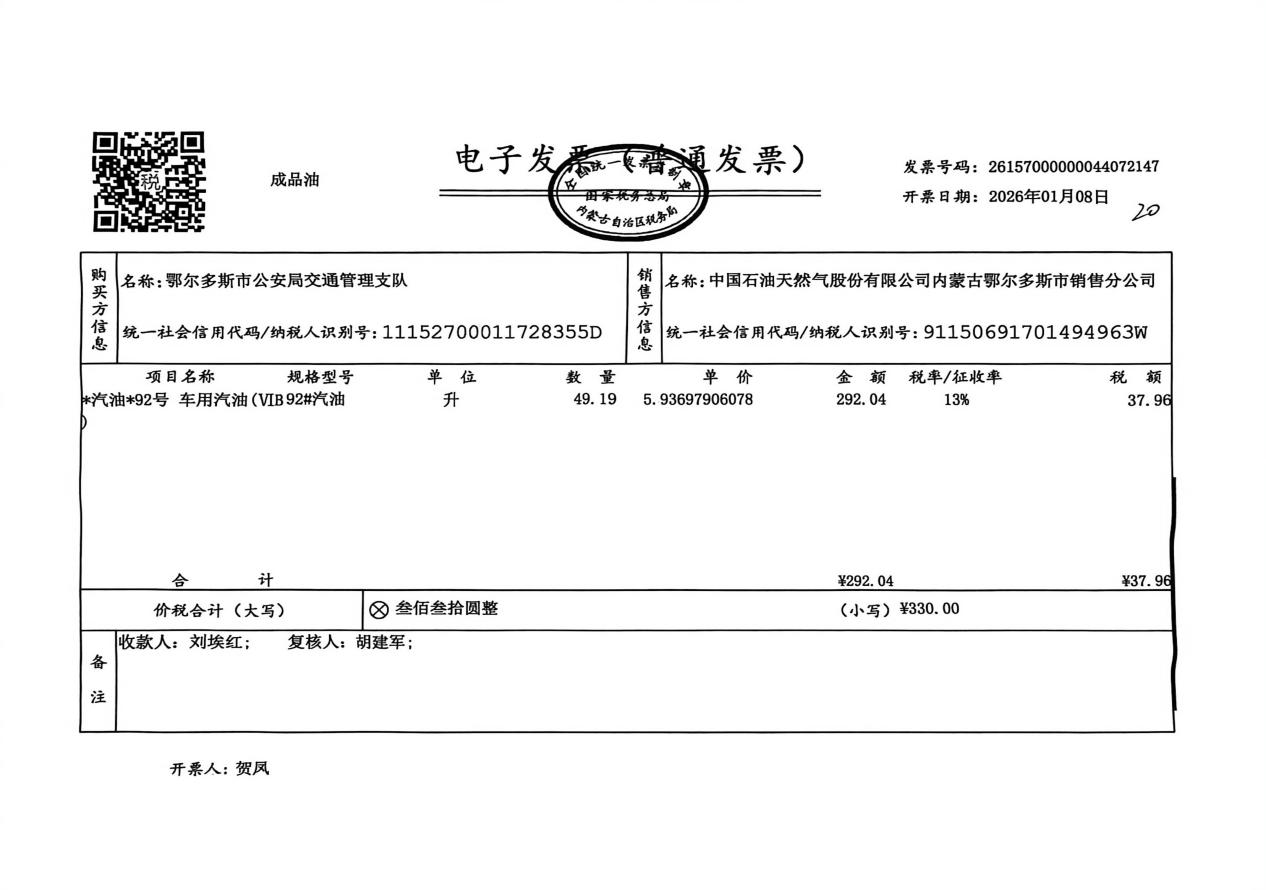 税
成品油
电子发票（普通发票）
全国统一发票监制章
国家税务总局
内蒙古自治区税务局
发票号码：26157000000044072147
开票日期：2026年01月08日
20
购买方信息
名称：鄂尔多斯市公安局交通管理支队
统一社会信用代码/纳税人识别号：11152700011728355D
销售方信息
名称：中国石油天然气股份有限公司内蒙古鄂尔多斯市销售分公司
统一社会信用代码/纳税人识别号：91150691701494963W
项目名称 规格型号 单位 数量 单价 金额 税率/征收率 税额
*汽油*92号 车用汽油(VIB 92#汽油 升 49.19 5.93697906078 292.04 13% 37.96
)
合计 ¥292.04 ¥37.96
价税合计（大写） 叁佰叁拾圆整 （小写）¥330.00
备注
收款人：刘埃红； 复核人：胡建军；
开票人：贺凤